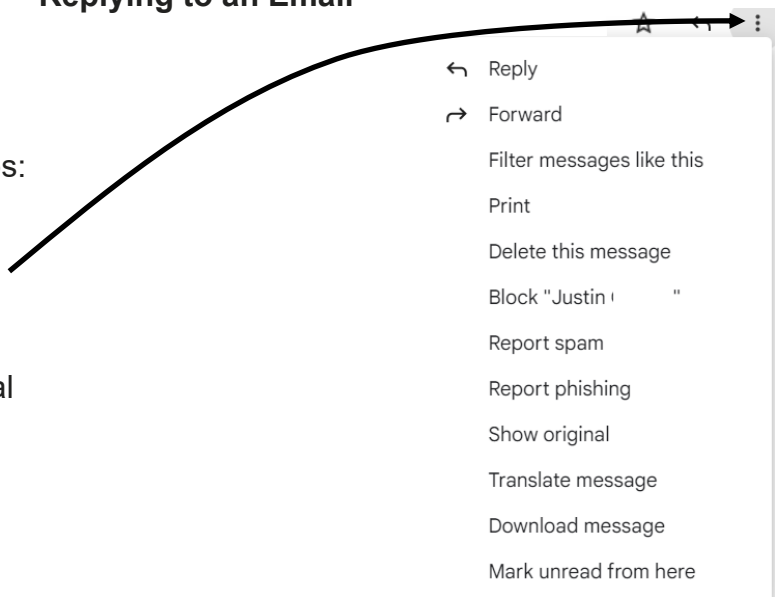 Replying to an Email
s:
al
Reply
Forward
Filter messages like this
Print
Delete this message
Block "Justin "
Report spam
Report phishing
Show original
Translate message
Download message
Mark unread from here